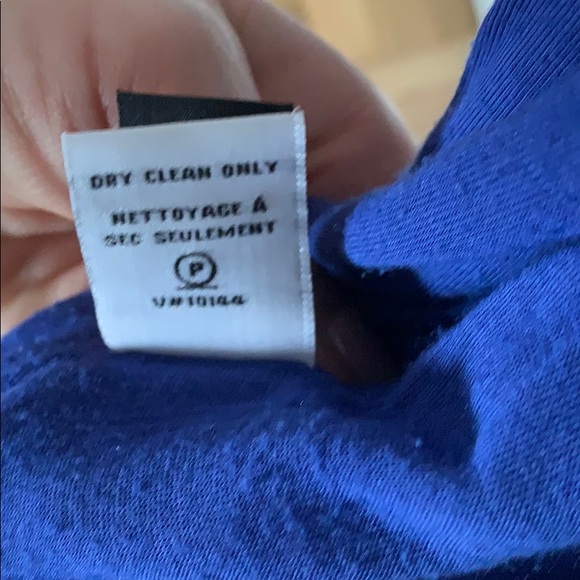 DRY CLEAN ONLY
NETTOYAGE A
SEC SEULEMENT
P
V#10144